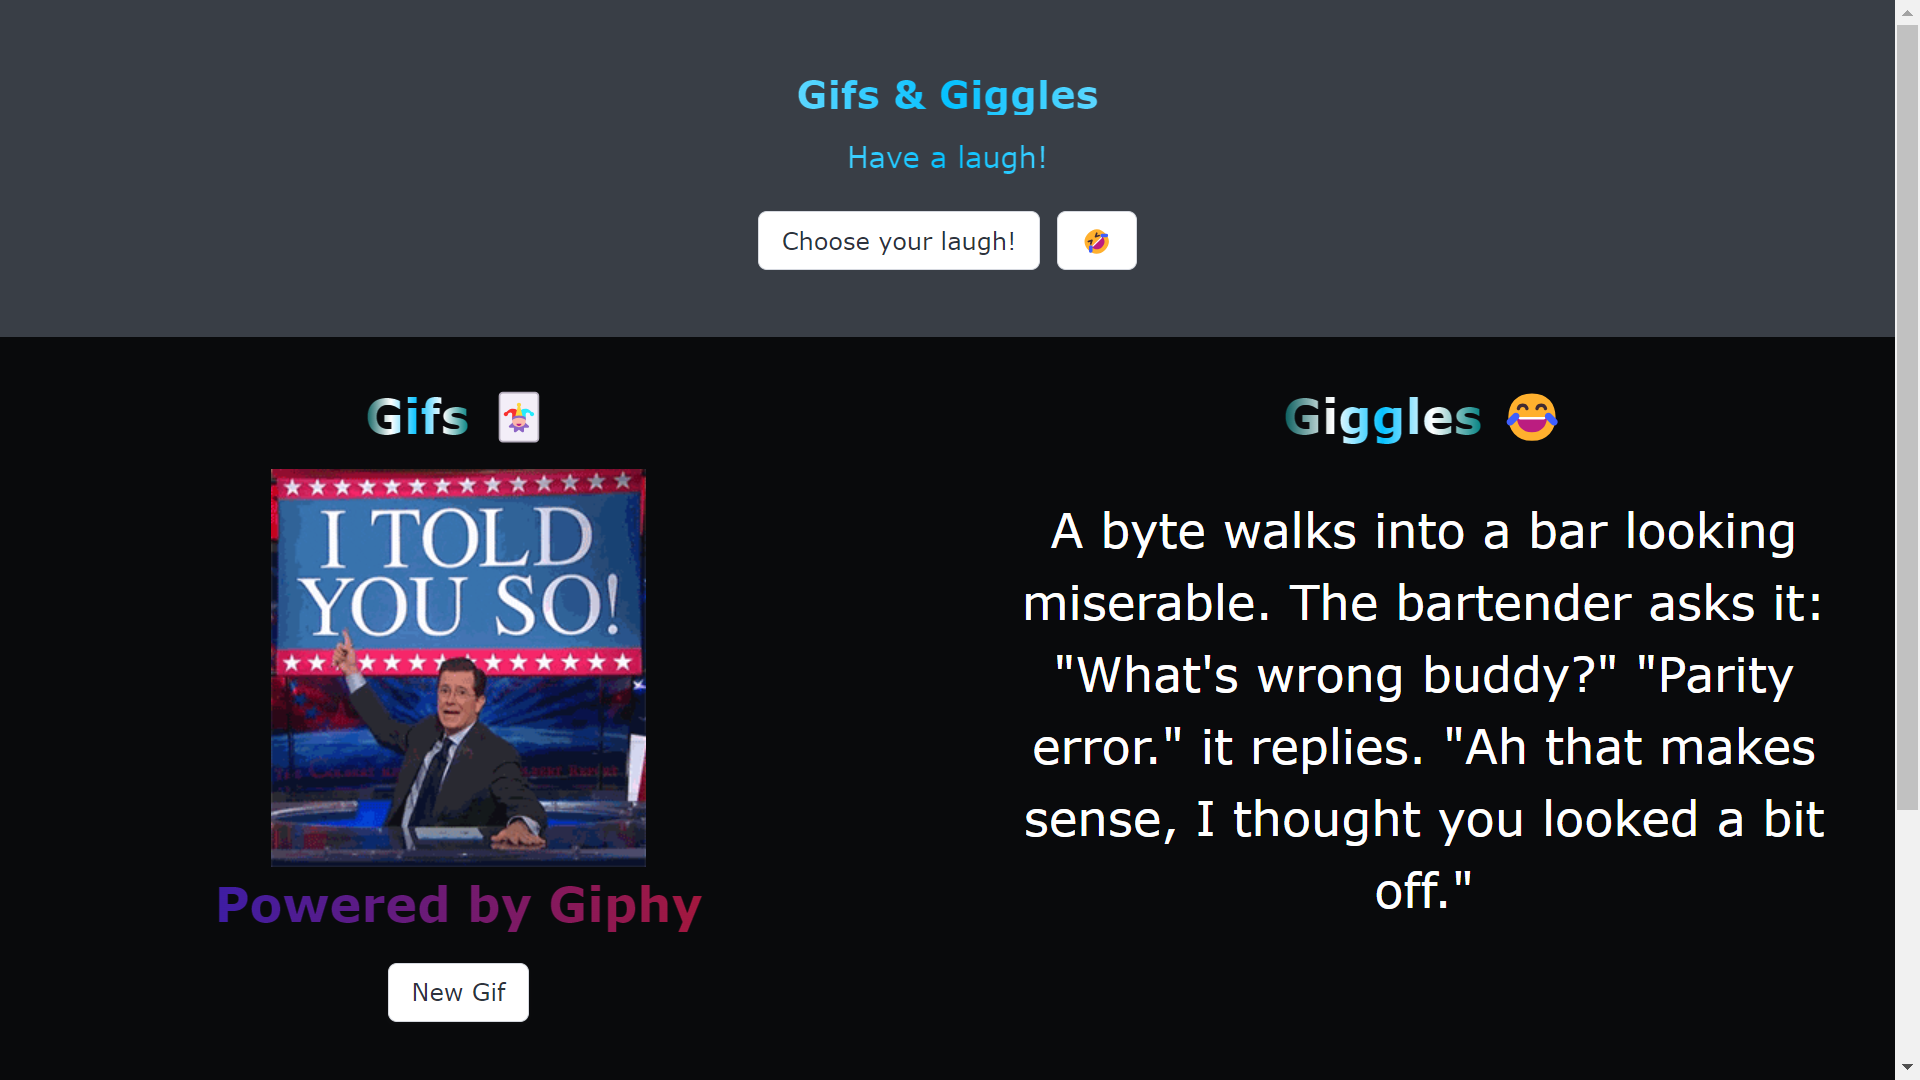 Gifs & Giggles
Have a laugh!
Choose your laugh! 🤣
Gifs 🃏
I TOLD
YOU SO!
Powered by Giphy
New Gif
Giggles 😂
A byte walks into a bar looking
miserable. The bartender asks it:
"What's wrong buddy?" "Parity
error." it replies. "Ah that makes
sense, I thought you looked a bit
off."